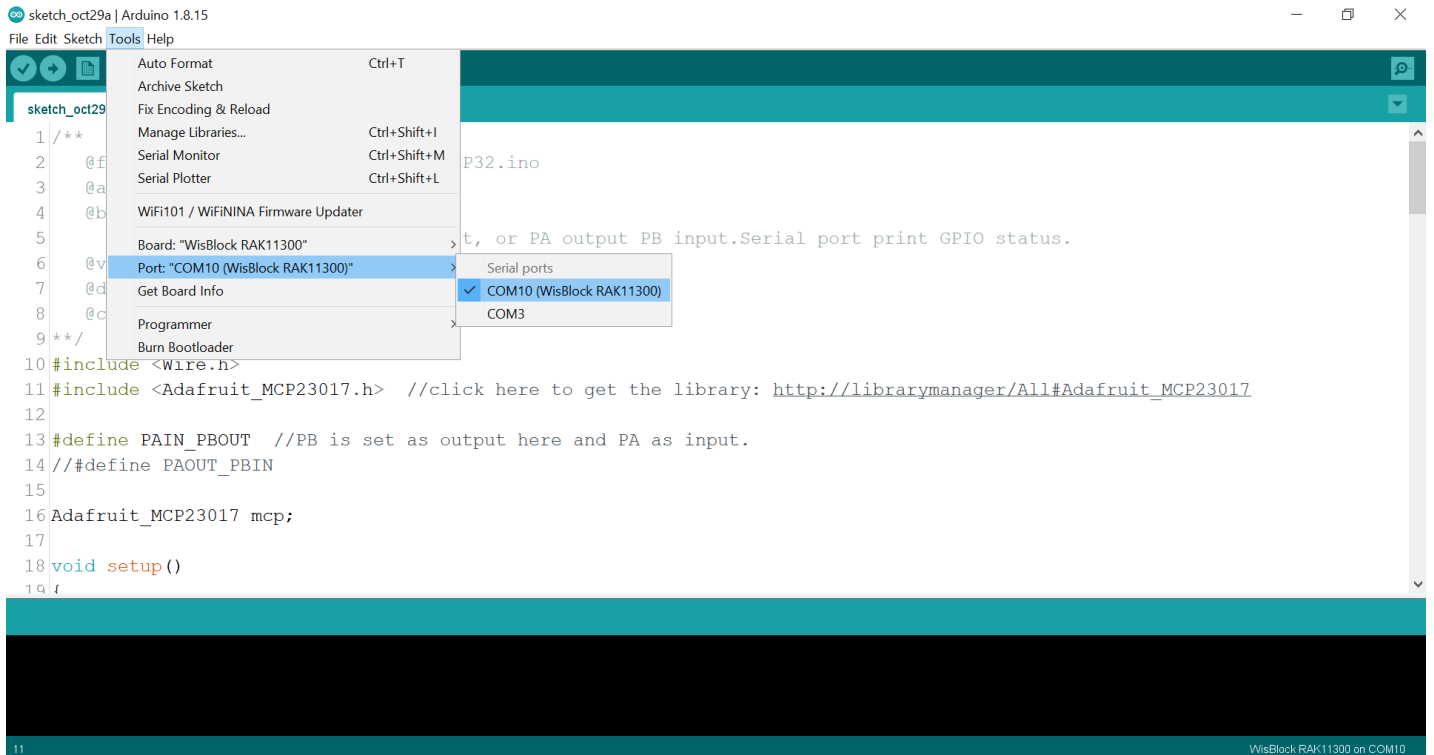 sketch_oct29a | Arduino 1.8.15
File Edit Sketch Tools Help
Auto Format Ctrl+T
Archive Sketch
Fix Encoding & Reload
Manage Libraries... Ctrl+Shift+I
Serial Monitor Ctrl+Shift+M
Serial Plotter Ctrl+Shift+L
WiFi101 / WiFiNINA Firmware Updater
Board: "WisBlock RAK11300"
Port: "COM10 (WisBlock RAK11300)"
Get Board Info
Programmer
Burn Bootloader
Serial ports
COM10 (WisBlock RAK11300)
COM3
sketch_oct29
1 /**
2 @f P32.ino
3 @a
4 @b
5 t, or PA output PB input.Serial port print GPIO status.
6 @v
7 @d
8 @c
9 **/
10 #include <Wire.h>
11 #include <Adafruit_MCP23017.h> //click here to get the library: http://librarymanager/All#Adafruit_MCP23017
12
13 #define PAIN_PBOUT //PB is set as output here and PA as input.
14 //#define PAOUT_PBIN
15
16 Adafruit_MCP23017 mcp;
17
18 void setup()
19 {
11 WisBlock RAK11300 on COM10